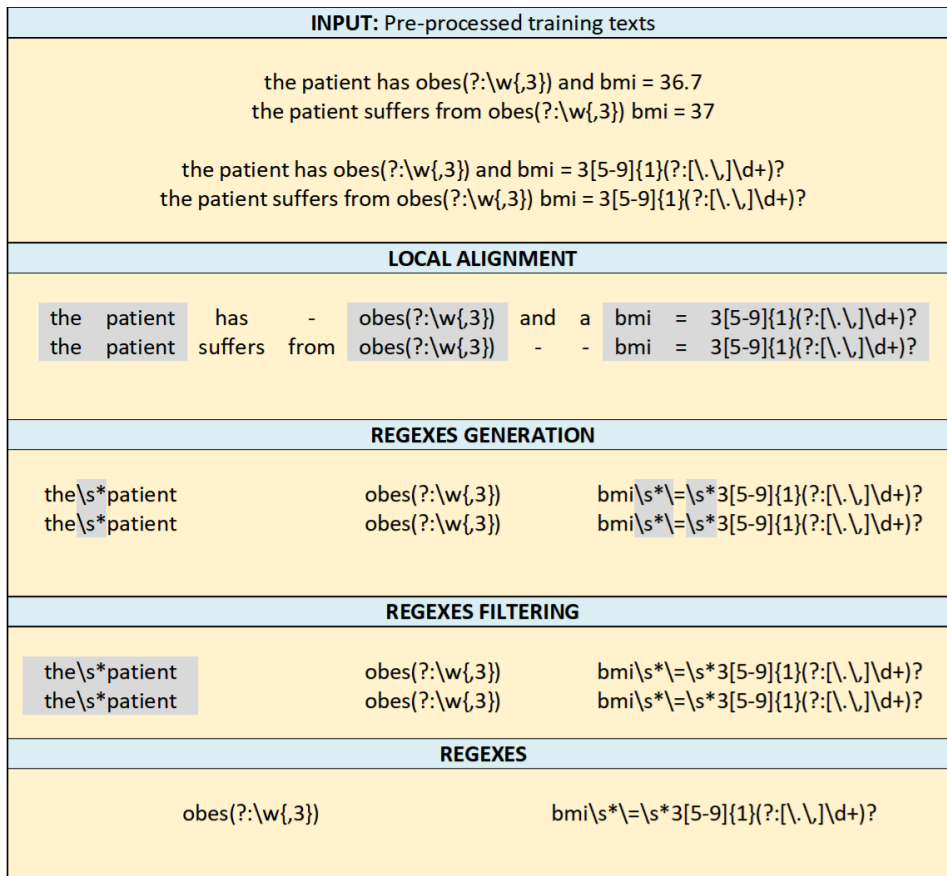 INPUT: Pre-processed training texts
the patient has obes(?:\w{,3}) and bmi = 36.7
the patient suffers from obes(?:\w{,3}) bmi = 37
the patient has obes(?:\w{,3}) and bmi = 3[5-9]{1}(?:[\.\,]\d+)?
the patient suffers from obes(?:\w{,3}) bmi = 3[5-9]{1}(?:[\.\,]\d+)?
LOCAL ALIGNMENT
the patient has - obes(?:\w{,3}) and a bmi = 3[5-9]{1}(?:[\.\,]\d+)?
the patient suffers from obes(?:\w{,3}) - - bmi = 3[5-9]{1}(?:[\.\,]\d+)?
REGEXES GENERATION
the\s*patient obes(?:\w{,3}) bmi\s*\=\s*3[5-9]{1}(?:[\.\,]\d+)?
the\s*patient obes(?:\w{,3}) bmi\s*\=\s*3[5-9]{1}(?:[\.\,]\d+)?
REGEXES FILTERING
the\s*patient obes(?:\w{,3}) bmi\s*\=\s*3[5-9]{1}(?:[\.\,]\d+)?
the\s*patient obes(?:\w{,3}) bmi\s*\=\s*3[5-9]{1}(?:[\.\,]\d+)?
REGEXES
obes(?:\w{,3}) bmi\s*\=\s*3[5-9]{1}(?:[\.\,]\d+)?